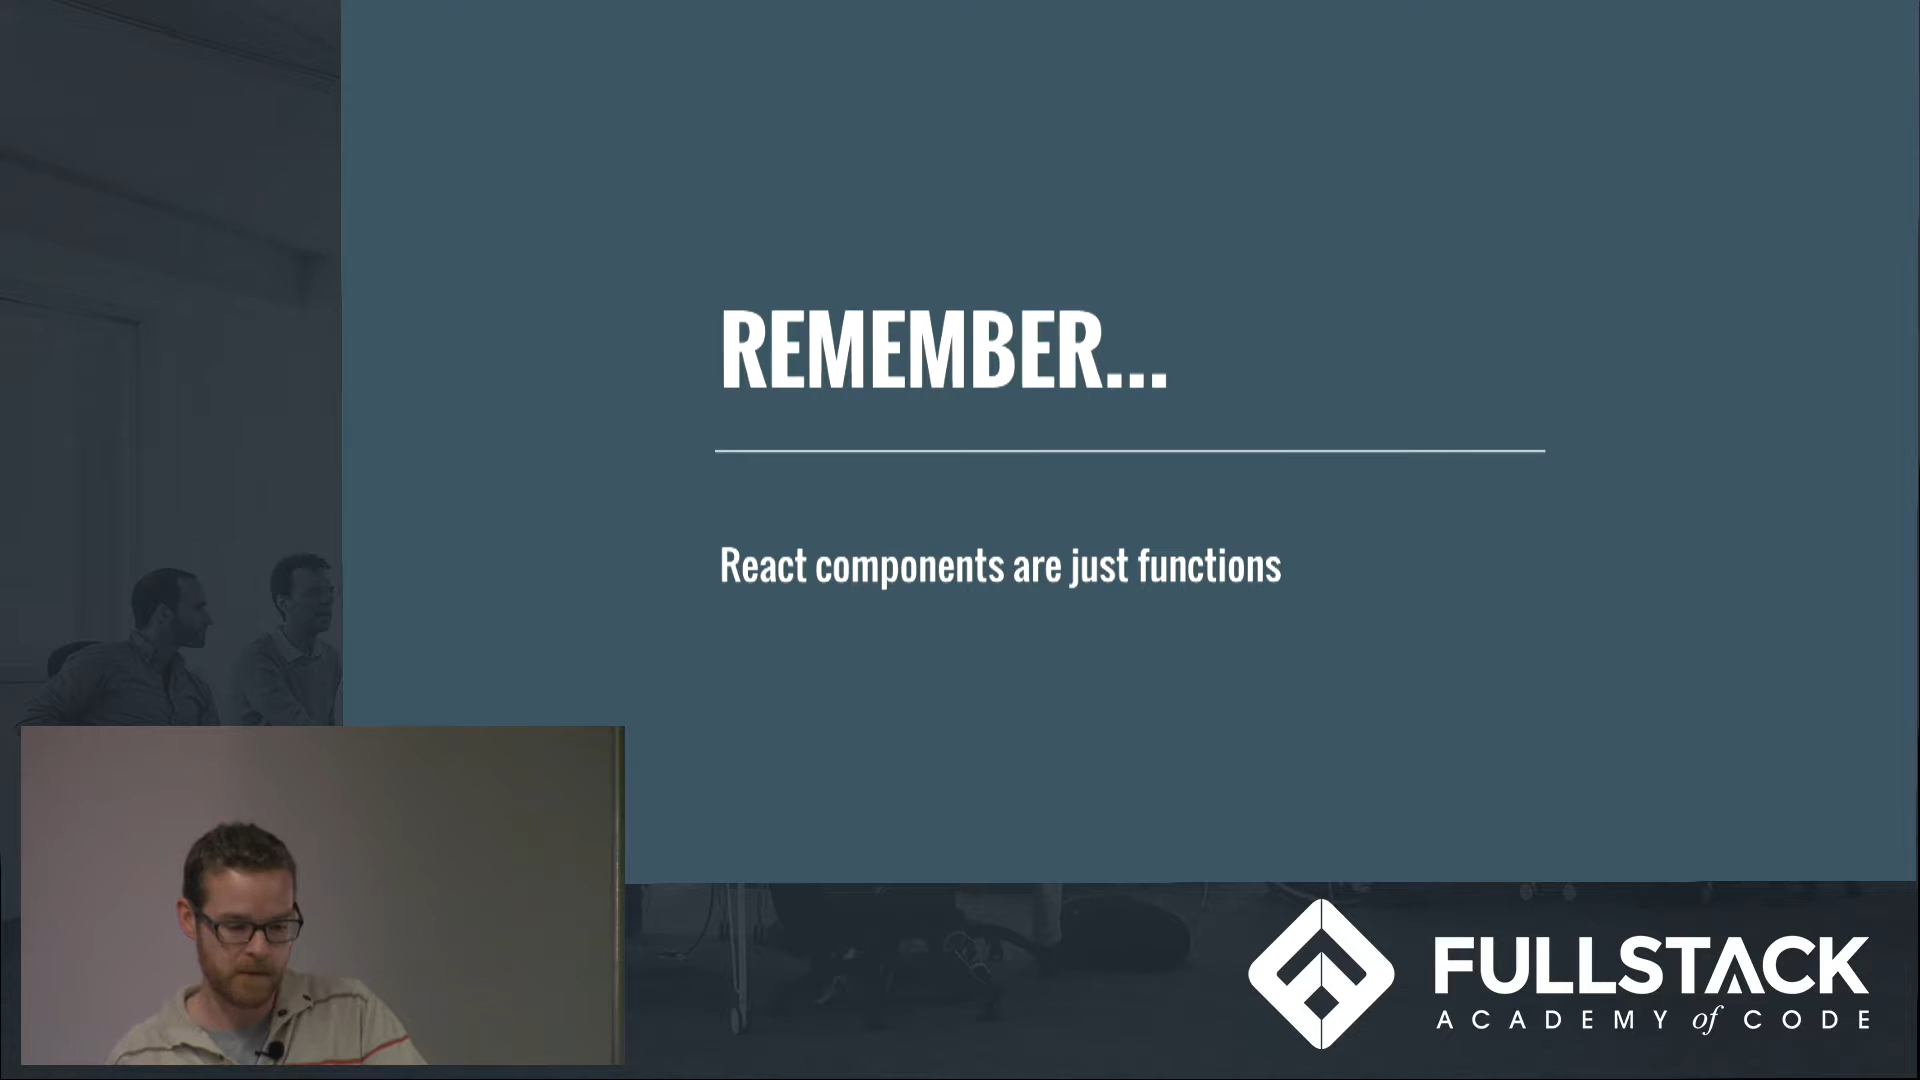 REMEMBER...
React components are just functions
FULLSTACK
ACADEMY of CODE